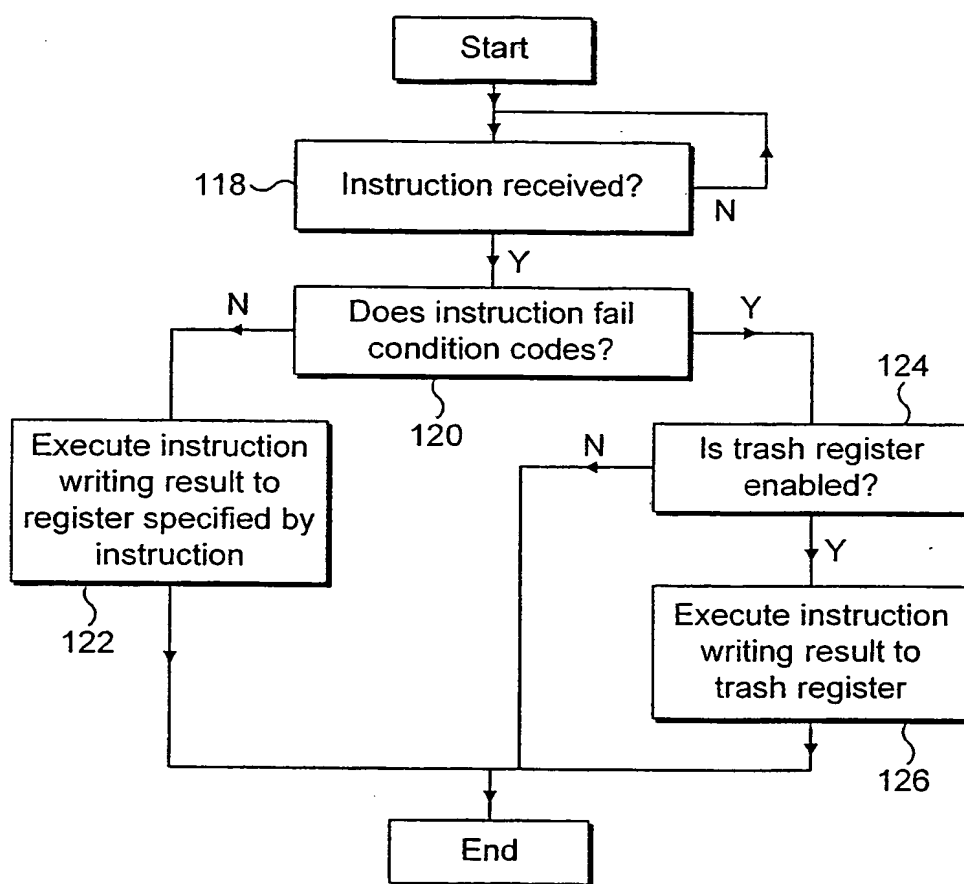 Start
118
Instruction received?
N
Y
N
Does instruction fail
condition codes?
Y
120
124
Execute instruction
writing result to
register specified by
instruction
122
N
Is trash register
enabled?
Y
Execute instruction
writing result to
trash register
126
End